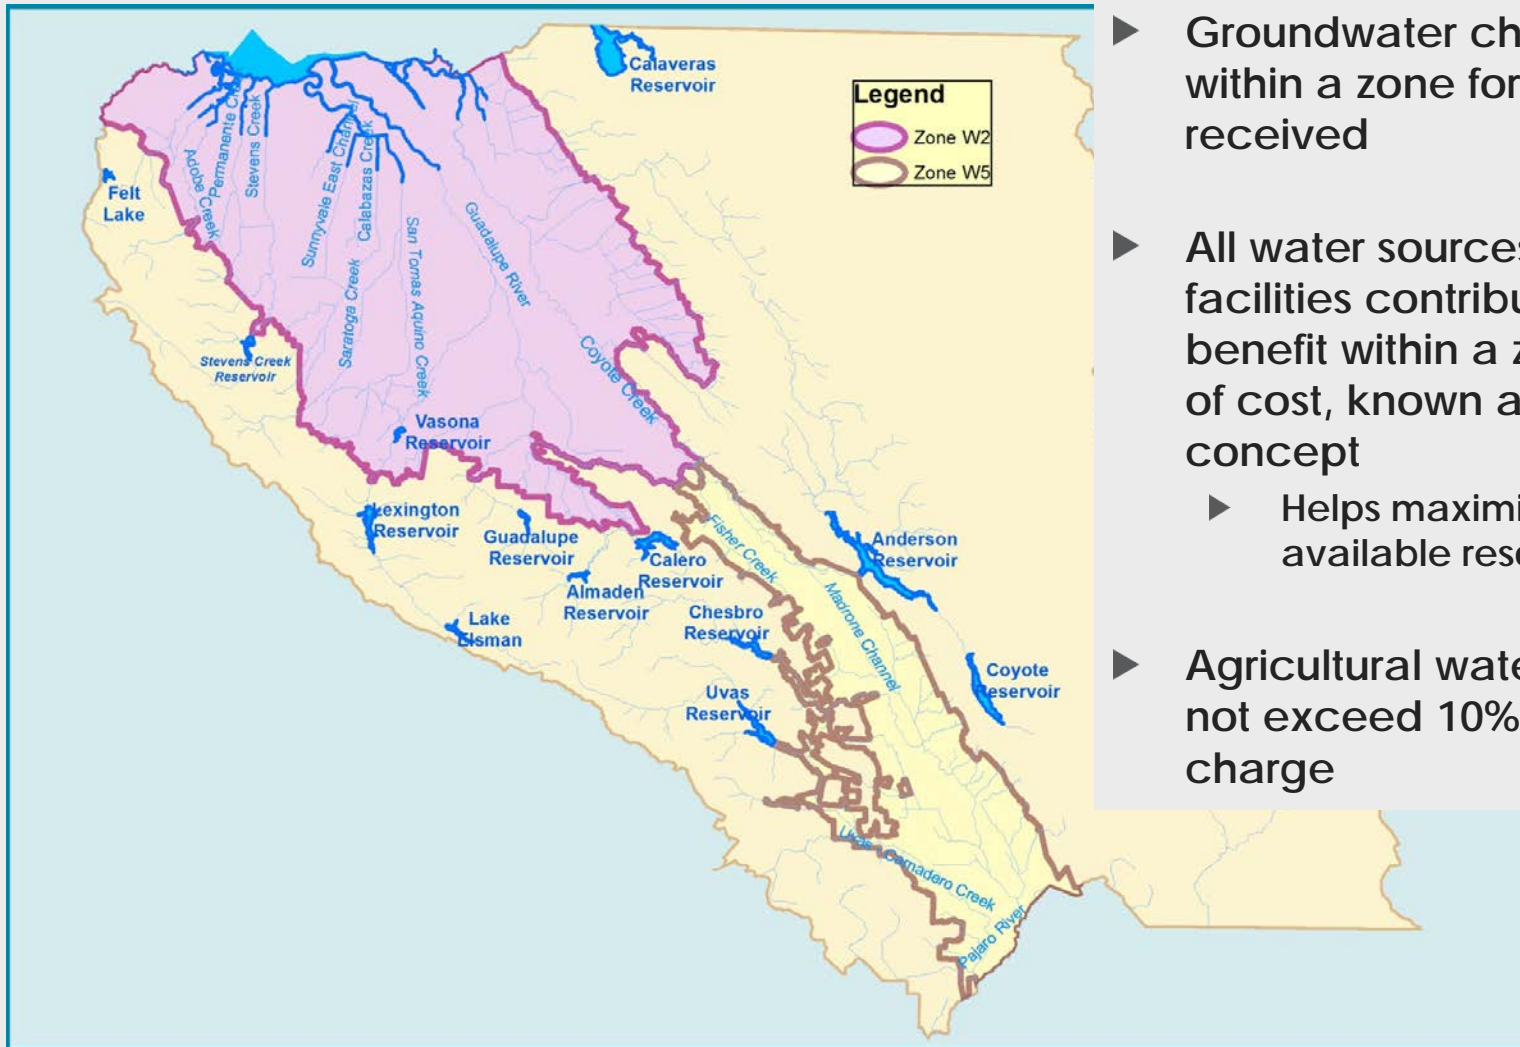 Calaveras
Reservoir
Legend
Zone W2
Zone W5
Felt
Lake
Adobe Creek
Permanente
Stevens Creek
Sunnyvale East Channel
Calabazas Creek
Saratoga Creek
San Tomas Aquino Creek
Guadalupe River
Coyote Creek
Stevens Creek
Reservoir
Vasona
Reservoir
Lexington
Reservoir
Guadalupe
Reservoir
Almaden
Reservoir
Calero
Reservoir
Lake
Elsman
Chesbro
Reservoir
Uvas
Reservoir
Fisher Creek
Madrone Channel
Anderson
Reservoir
Coyote
Reservoir
Uvas - Carnadero Creek
Pajaro River
Groundwater ch
within a zone for
received
All water sources
facilities contribu
benefit within a z
of cost, known a
concept
Helps maximi
available rese
Agricultural wate
not exceed 10%
charge